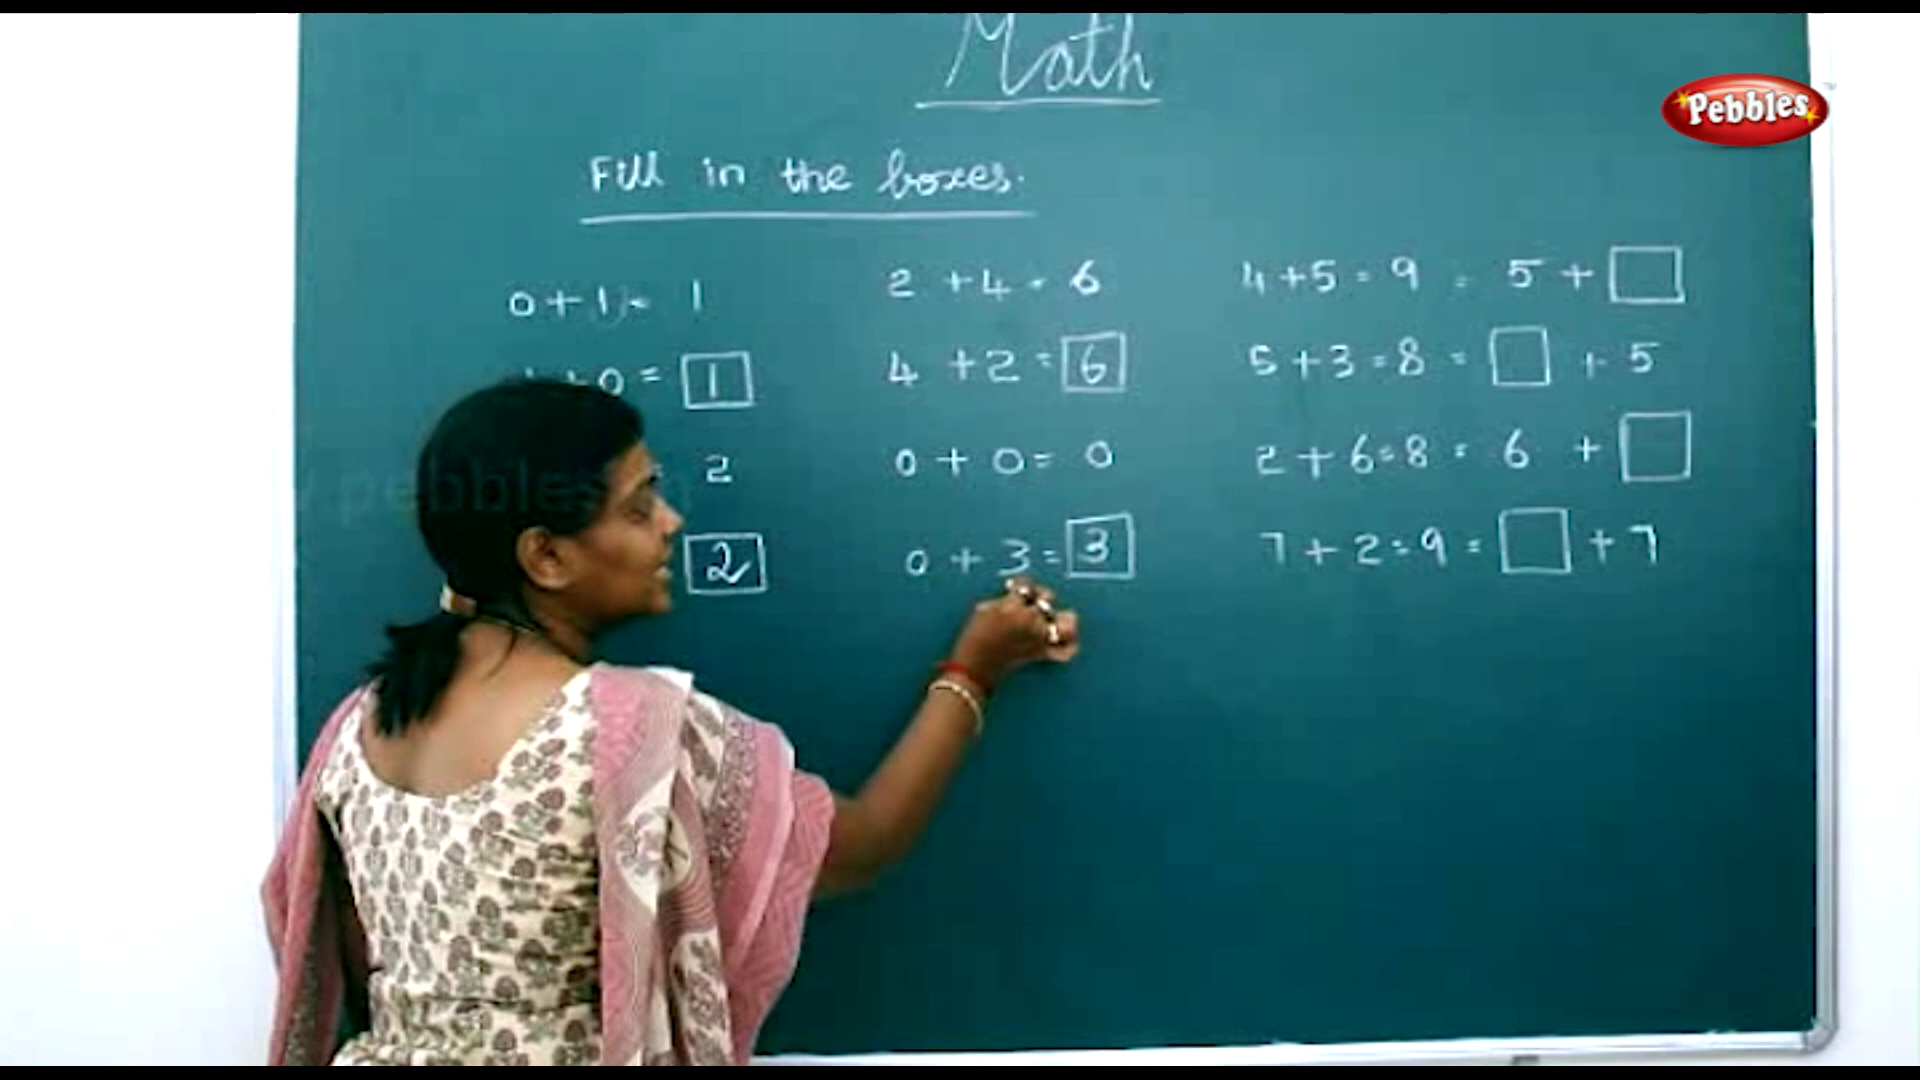 Math
Pebbles
Fill in the boxes.
0 + 1 = 1
+ 0 = 1
2
2
2 + 4 = 6
4 + 2 = 6
0 + 0 = 0
0 + 3 = 3
4 + 5 = 9 = 5 + □
5 + 3 = 8 = □ + 5
2 + 6 = 8 = 6 + □
7 + 2 = 9 = □ + 7